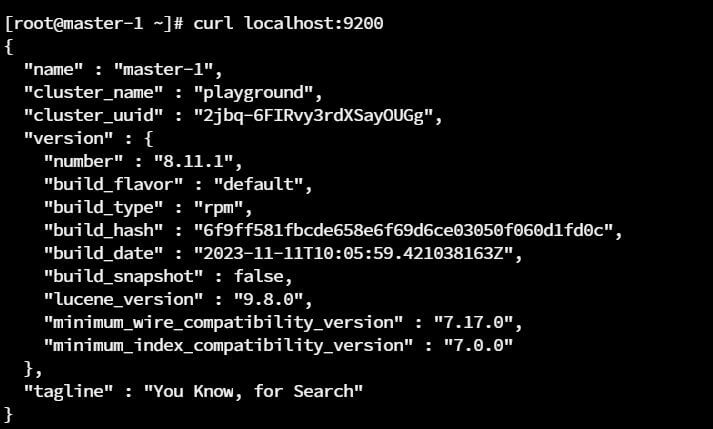 [root@master-1 ~]# curl localhost:9200
{
  "name" : "master-1",
  "cluster_name" : "playground",
  "cluster_uuid" : "2jbq-6FIRvy3rdXSayOUGg",
  "version" : {
    "number" : "8.11.1",
    "build_flavor" : "default",
    "build_type" : "rpm",
    "build_hash" : "6f9ff581fbcde658e6f69d6ce03050f060d1fd0c",
    "build_date" : "2023-11-11T10:05:59.421038163Z",
    "build_snapshot" : false,
    "lucene_version" : "9.8.0",
    "minimum_wire_compatibility_version" : "7.17.0",
    "minimum_index_compatibility_version" : "7.0.0"
  },
  "tagline" : "You Know, for Search"
}